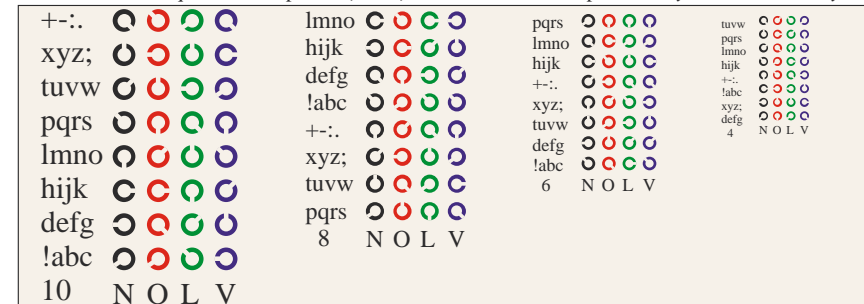 +-:.
xyz;
tuvw
pqrs
lmno
hijk
defg
!abc
10 N O L V
lmno
hijk
defg
!abc
+-:.
xyz;
tuvw
pqrs
8 N O L V
pqrs
lmno
hijk
+-:.
xyz;
tuvw
defg
!abc
6 N O L V
tuvw
pqrs
lmno
hijk
+-:.
!abc
xyz;
defg
4 N O L V